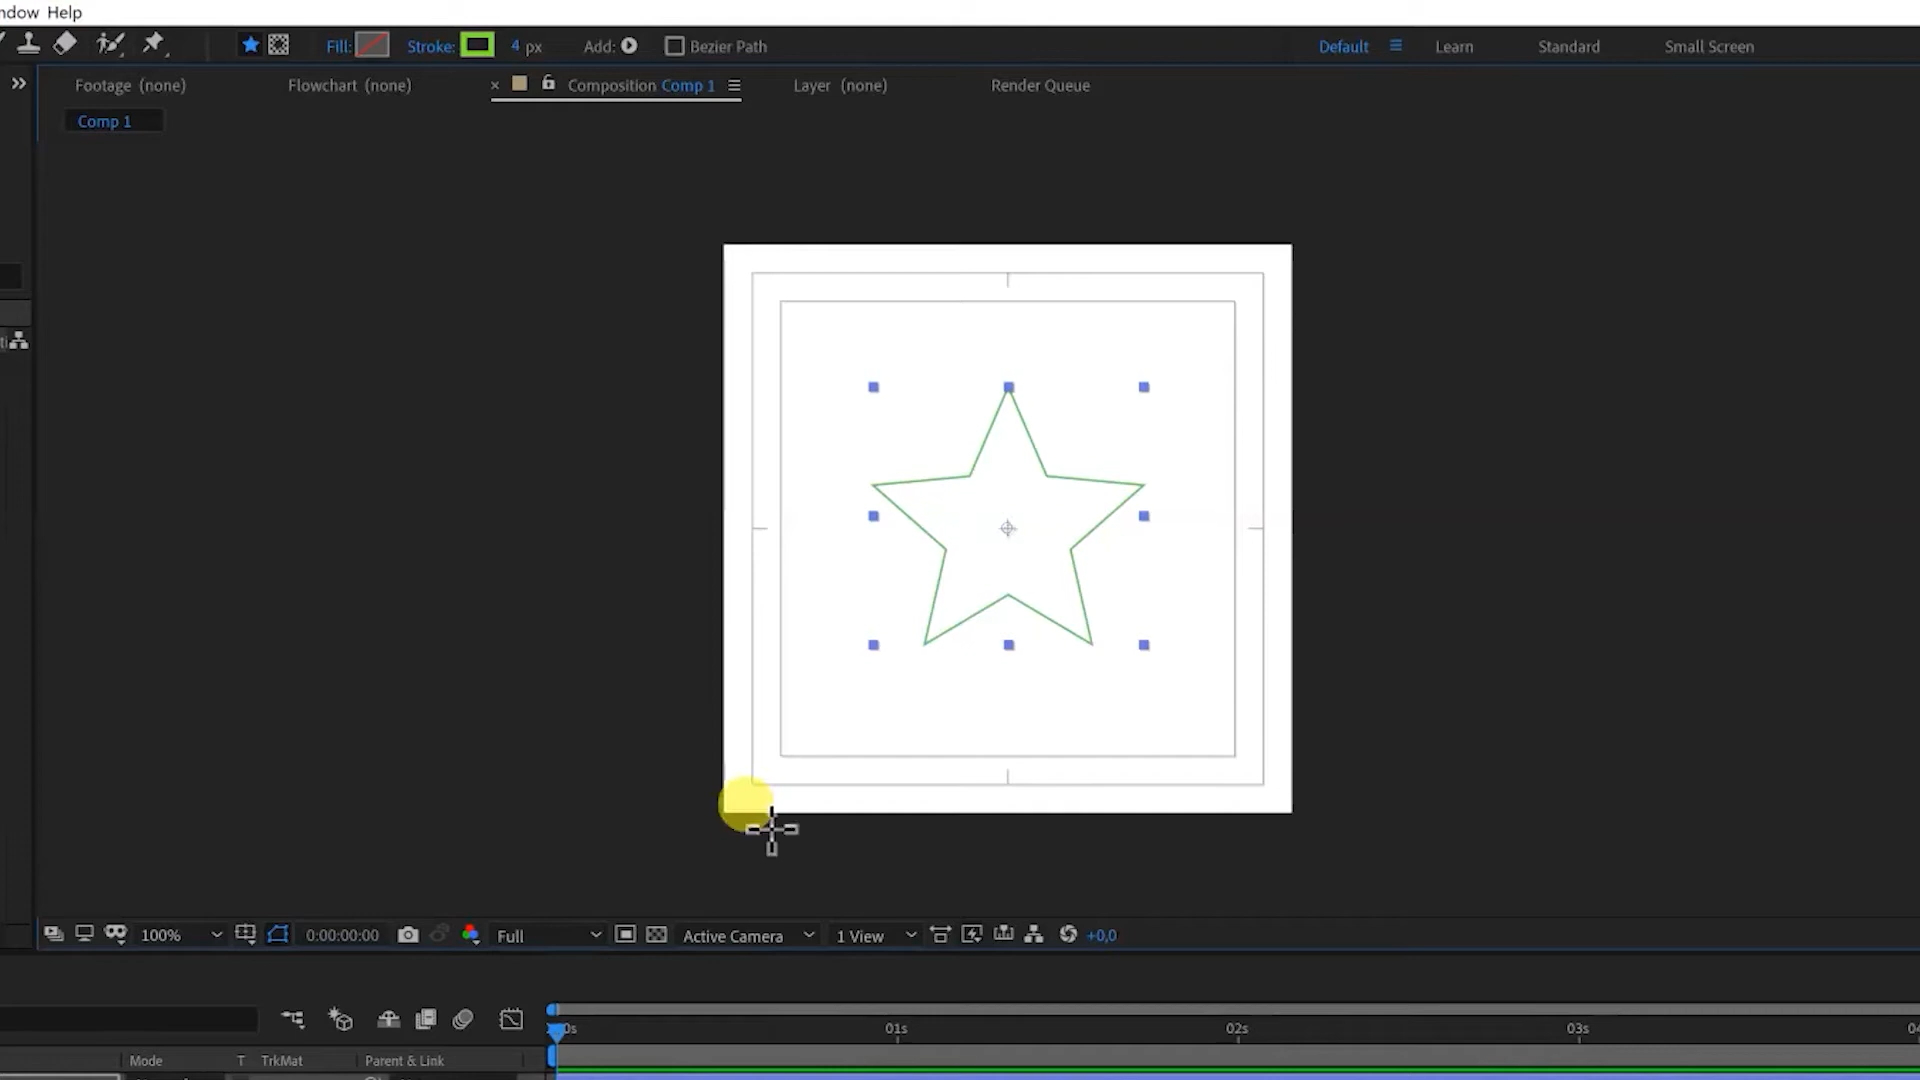 ndow Help
Fill: Stroke: 4 px Add: Bezier Path Default Learn Standard Small Screen
Footage (none) Flowchart (none) × Composition Comp 1 Layer (none) Render Queue
Comp 1
100% 0:00:00:00 Full Active Camera 1 View +0,0
0s 01s 02s 03s
Mode T TrkMat Parent & Link